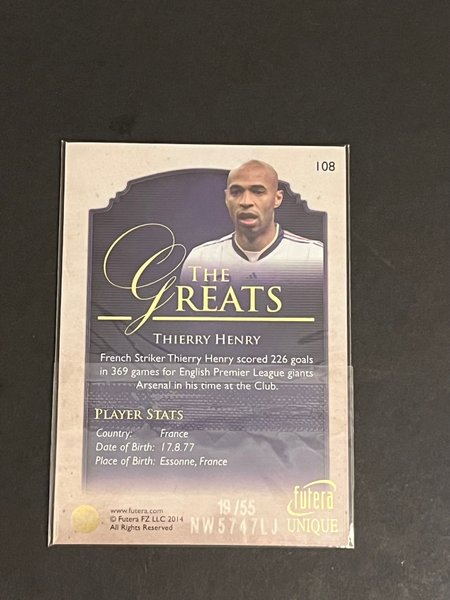 108
The
Greats
Thierry Henry
French Striker Thierry Henry scored 226 goals
in 369 games for English Premier League giants
Arsenal in his time at the Club.
Player Stats
Country: France
Date of Birth: 17.8.77
Place of Birth: Essonne, France
www.futera.com
© Futera FZ LLC 2014
All Rights Reserved
19/55
NW5747LJ
futera
UNIQUE